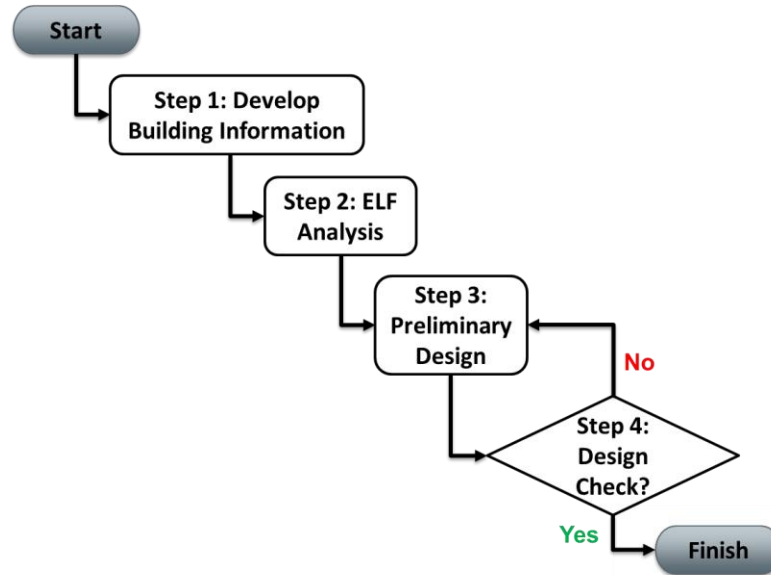 Start
Step 1: Develop
Building Information
Step 2: ELF
Analysis
Step 3:
Preliminary
Design
No
Step 4:
Design
Check?
Yes
Finish